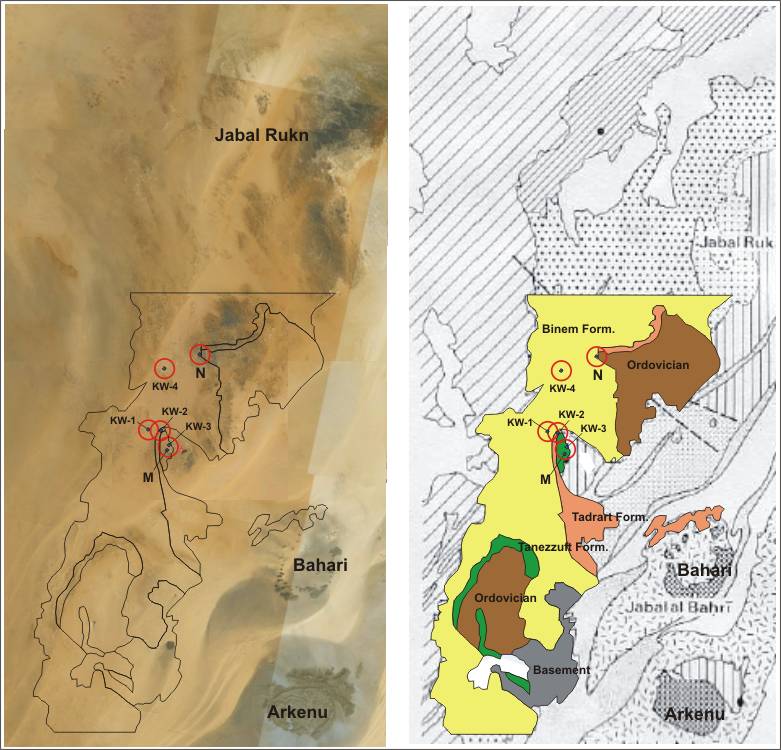 Jabal Rukn
KW-4
N
KW-1
KW-2
KW-3
M
Bahari
Arkenu
Jabal Ruk
Binem Form.
Ordovician
KW-4
N
KW-1
KW-2
KW-3
M
Tadrart Form.
Tanezzuft Form.
Bahari
Ordovician
Jabal al Bahri
Basement
Arkenu